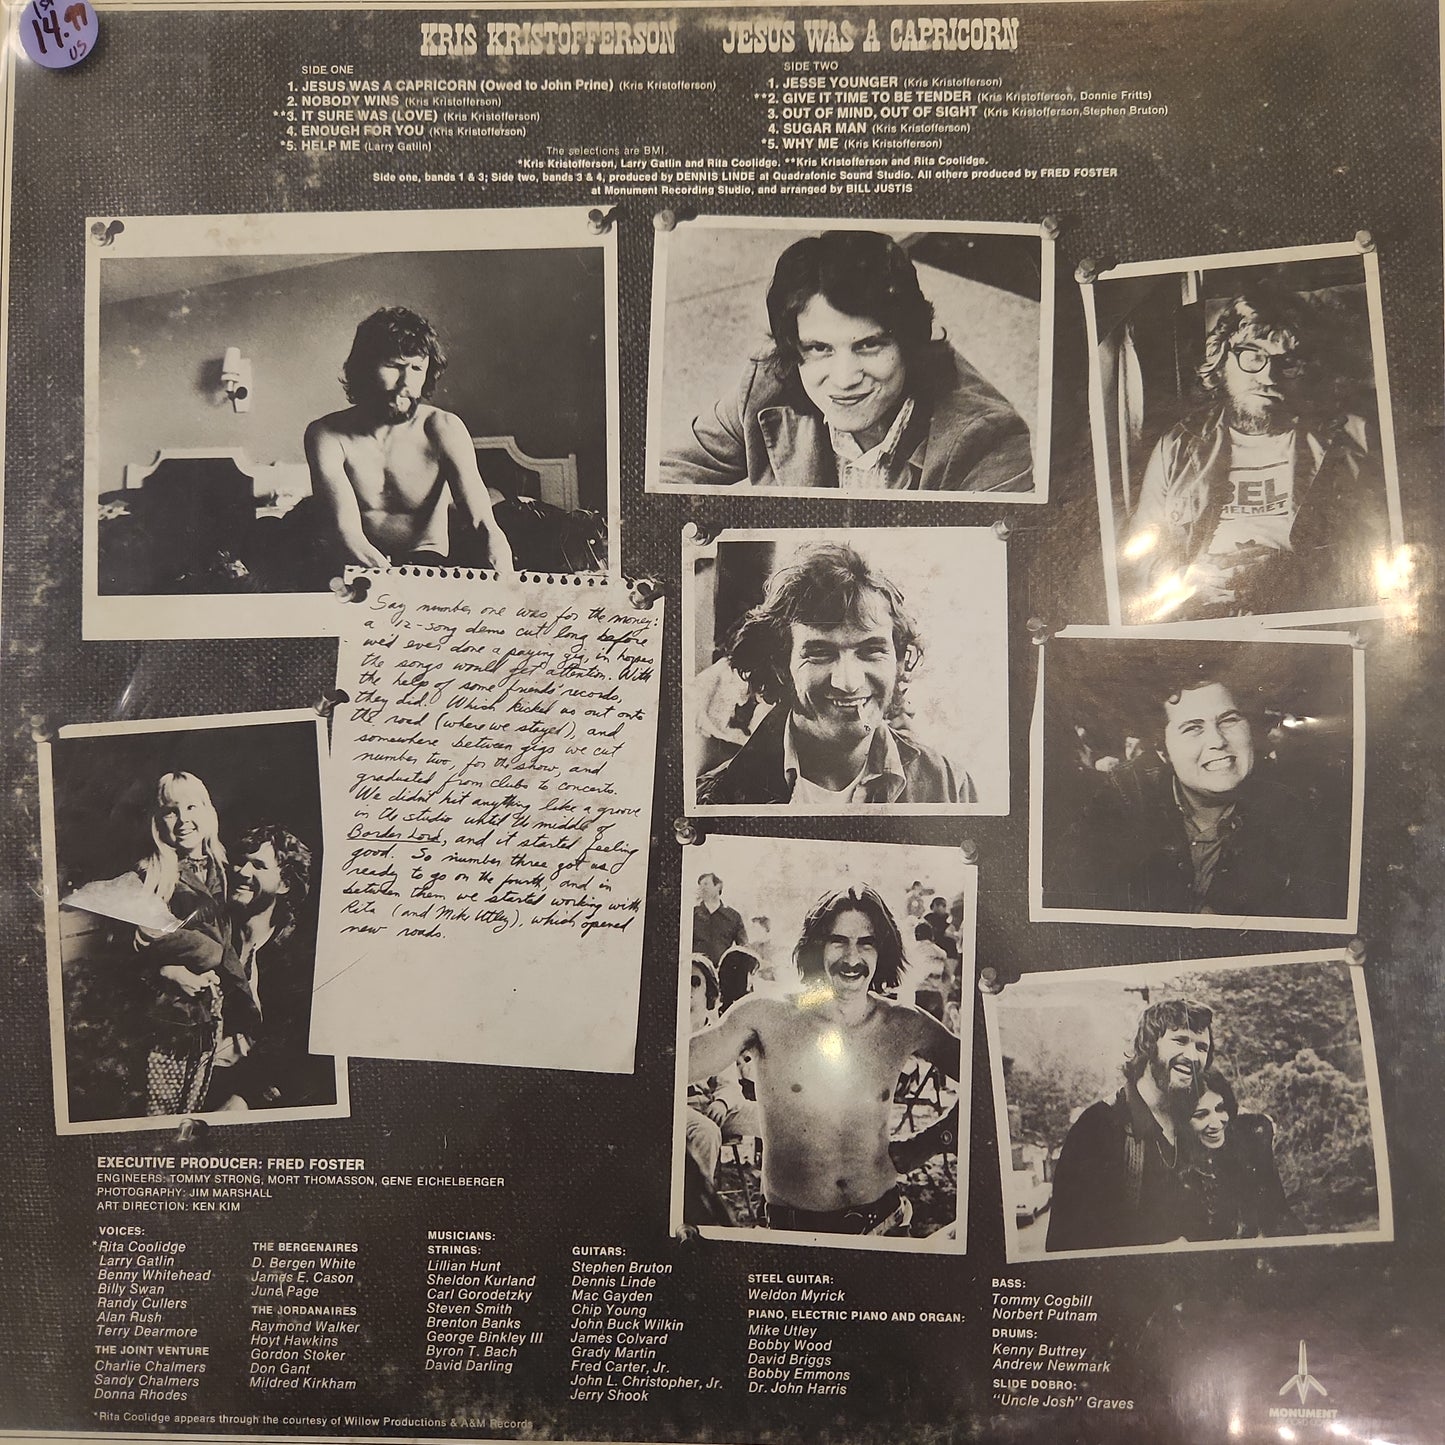 1st
14.99
US
KRIS KRISTOFFERSON JESUS WAS A CAPRICORN
SIDE ONE
1. JESUS WAS A CAPRICORN (Owed to John Prine) (Kris Kristofferson)
2. NOBODY WINS (Kris Kristofferson)
**3. IT SURE WAS (LOVE) (Kris Kristofferson)
4. ENOUGH FOR YOU (Kris Kristofferson)
*5. HELP ME (Larry Gatlin)
SIDE TWO
1. JESSE YOUNGER (Kris Kristofferson)
**2. GIVE IT TIME TO BE TENDER (Kris Kristofferson, Donnie Fritts)
3. OUT OF MIND, OUT OF SIGHT (Kris Kristofferson, Stephen Bruton)
4. SUGAR MAN (Kris Kristofferson)
*5. WHY ME (Kris Kristofferson)
The selections are BMI.
*Kris Kristofferson, Larry Gatlin and Rita Coolidge. **Kris Kristofferson and Rita Coolidge.
Side one, bands 1 & 3; Side two, bands 3 & 4, produced by DENNIS LINDE at Quadrafonic Sound Studio. All others produced by FRED FOSTER
at Monument Recording Studio, and arranged by BILL JUSTIS
BEL
HELMET
Say number one was for the money:
a 12-song demo cut long before
we'd ever done a paying gig, in hopes
the songs would get attention. With
the help of some friends' records,
they did. Which kicked us out onto
the road (where we stayed), and
somewhere between gigs we cut
number two, for the show, and
graduated from clubs to concerts.
We didn't hit anything like a groove
in the studio until the middle of
Border Lord, and it started feeling
good. So number three got us
ready to go on the fourth, and in
between them we started working with
Rita (and Mike Utley), which opened
new roads.
EXECUTIVE PRODUCER: FRED FOSTER
ENGINEERS: TOMMY STRONG, MORT THOMASSON, GENE EICHELBERGER
PHOTOGRAPHY: JIM MARSHALL
ART DIRECTION: KEN KIM
VOICES:
*Rita Coolidge
Larry Gatlin
Benny Whitehead
Billy Swan
Randy Cullers
Alan Rush
Terry Dearmore
THE JOINT VENTURE
Charlie Chalmers
Sandy Chalmers
Donna Rhodes
THE BERGENAIRES
D. Bergen White
James E. Cason
June Page
THE JORDANAIRES
Raymond Walker
Hoyt Hawkins
Gordon Stoker
Don Gant
Mildred Kirkham
MUSICIANS:
STRINGS:
Lillian Hunt
Sheldon Kurland
Carl Gorodetzky
Steven Smith
Brenton Banks
George Binkley III
Byron T. Bach
David Darling
GUITARS:
Stephen Bruton
Dennis Linde
Mac Gayden
Chip Young
John Buck Wilkin
James Colvard
Grady Martin
Fred Carter, Jr.
John L. Christopher, Jr.
Jerry Shook
STEEL GUITAR:
Weldon Myrick
PIANO, ELECTRIC PIANO AND ORGAN:
Mike Utley
Bobby Wood
David Briggs
Bobby Emmons
Dr. John Harris
BASS:
Tommy Cogbill
Norbert Putnam
DRUMS:
Kenny Buttrey
Andrew Newmark
SLIDE DOBRO:
"Uncle Josh" Graves
*Rita Coolidge appears through the courtesy of Willow Productions & A&M Records
MONUMENT